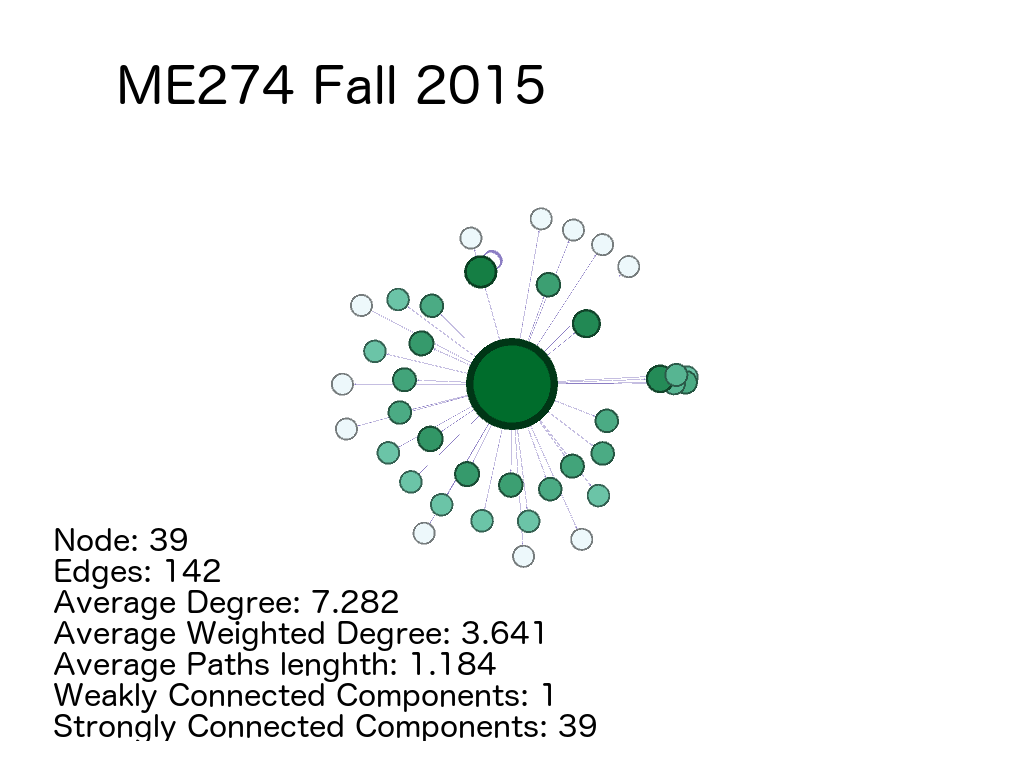 ME274 Fall 2015
Node: 39
Edges: 142
Average Degree: 7.282
Average Weighted Degree: 3.641
Average Paths lenghth: 1.184
Weakly Connected Components: 1
Strongly Connected Components: 39